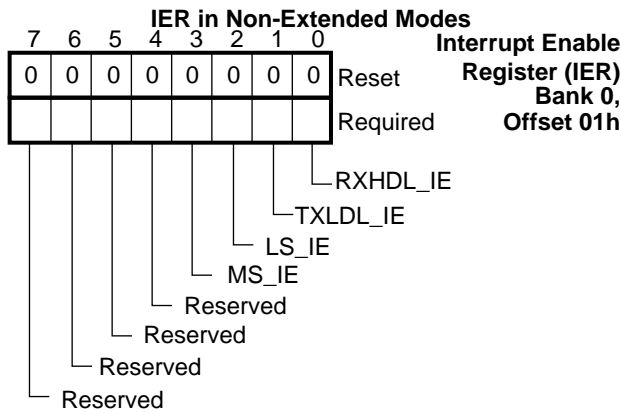 IER in Non-Extended Modes
7 6 5 4 3 2 1 0
Interrupt Enable
Register (IER)
Bank 0,
Offset 01h
0 0 0 0 0 0 0 0 Reset
Required
RXHDL_IE
TXLDL_IE
LS_IE
MS_IE
Reserved
Reserved
Reserved
Reserved